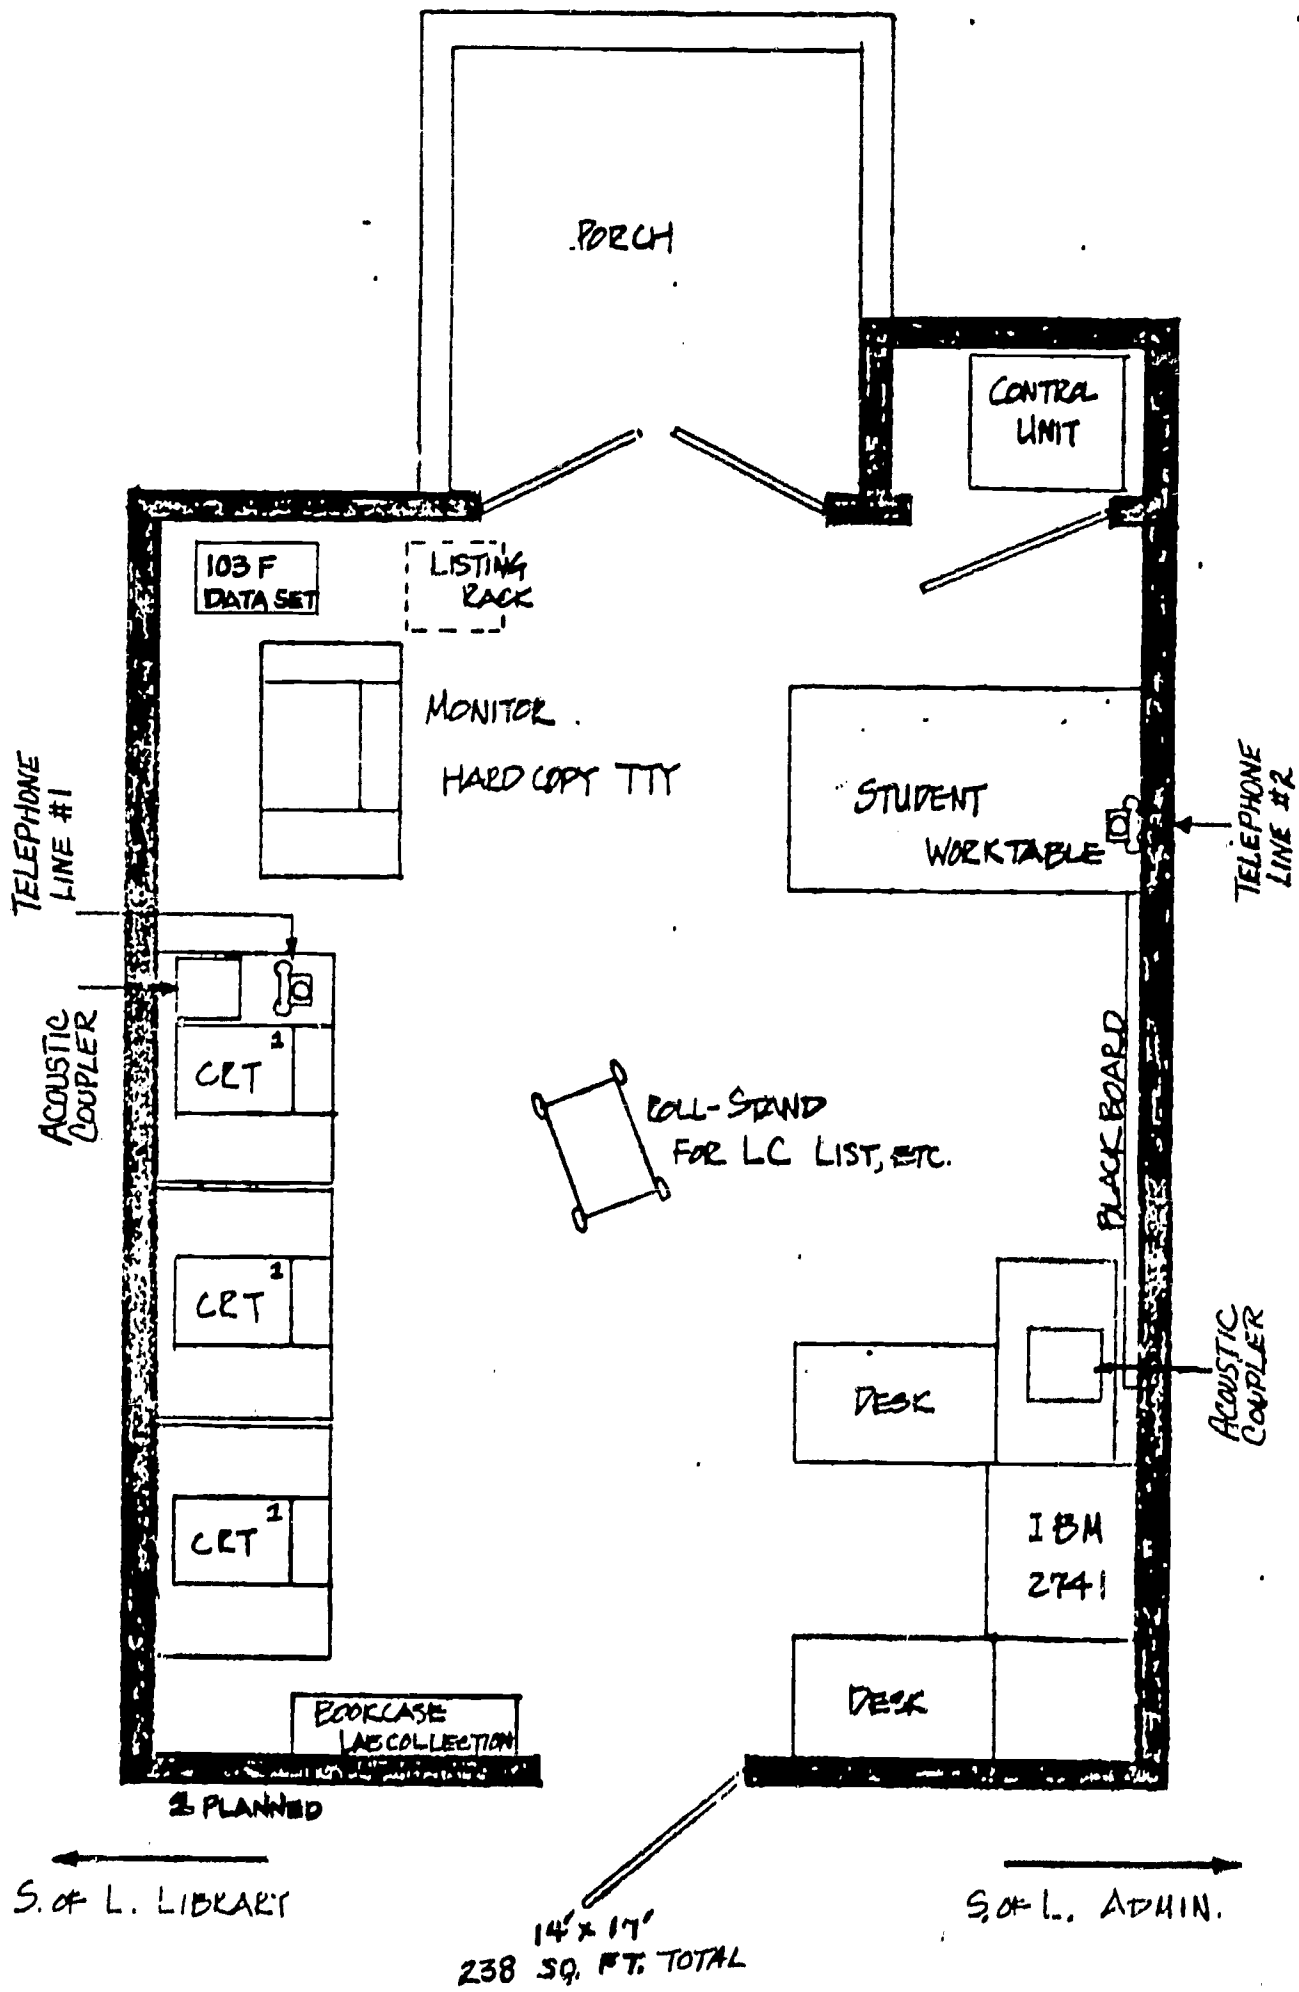 PORCH
CONTROL
UNIT
103 F
DATA SET
LISTING
RACK
MONITOR
HARD COPY TTY
STUDENT
WORKTABLE
TELEPHONE
LINE #1
TELEPHONE
LINE #2
ACOUSTIC
COUPLER
CRT 1
ROLL-STAND
FOR LC LIST, ETC.
BLACKBOARD
CRT 1
DESK
ACOUSTIC
COUPLER
CRT 1
IBM
2741
DESK
BOOKCASE
LAB COLLECTION
1 PLANNED
S. OF L. LIBRARY
S. OF L. ADMIN.
14' x 17'
238 SQ. FT. TOTAL